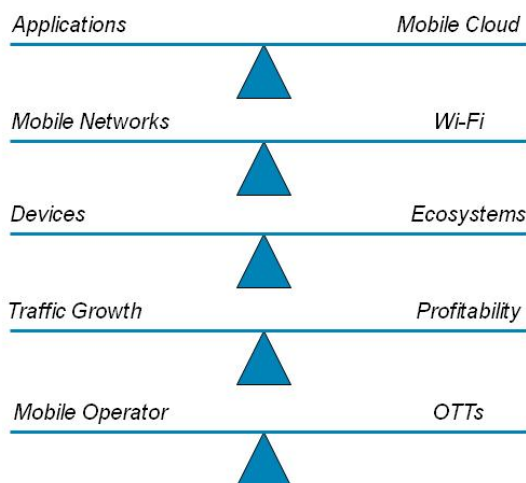 Applications Mobile Cloud
Mobile Networks Wi-Fi
Devices Ecosystems
Traffic Growth Profitability
Mobile Operator OTTs